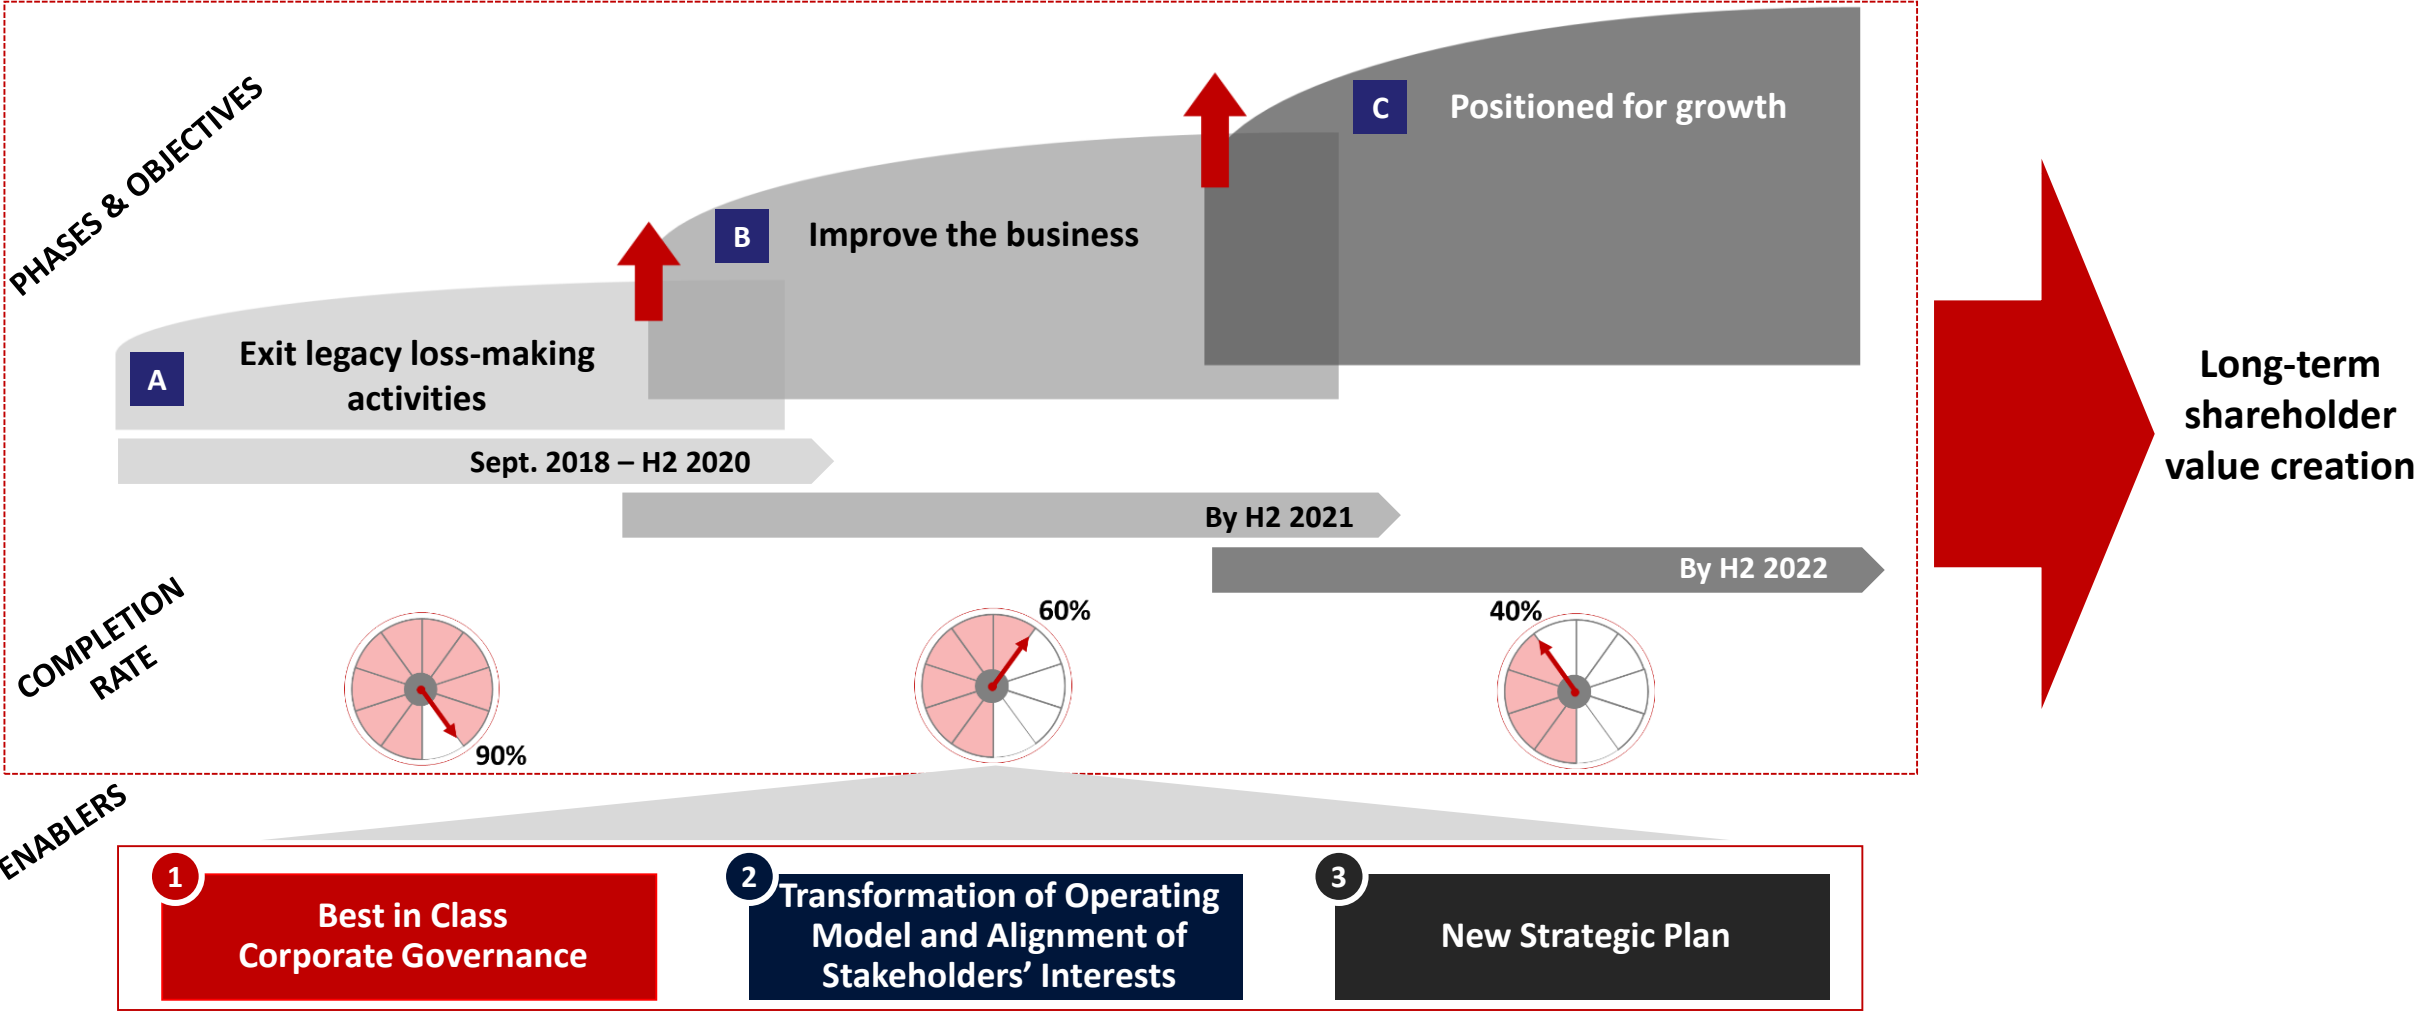 PHASES & OBJECTIVES
C
Positioned for growth
B
Improve the business
A
Exit legacy loss-making
activities
Sept. 2018 – H2 2020
By H2 2021
By H2 2022
Long-term
shareholder
value creation
COMPLETION
RATE
90%
60%
40%
ENABLERS
1
Best in Class
Corporate Governance
2
Transformation of Operating
Model and Alignment of
Stakeholders’ Interests
3
New Strategic Plan